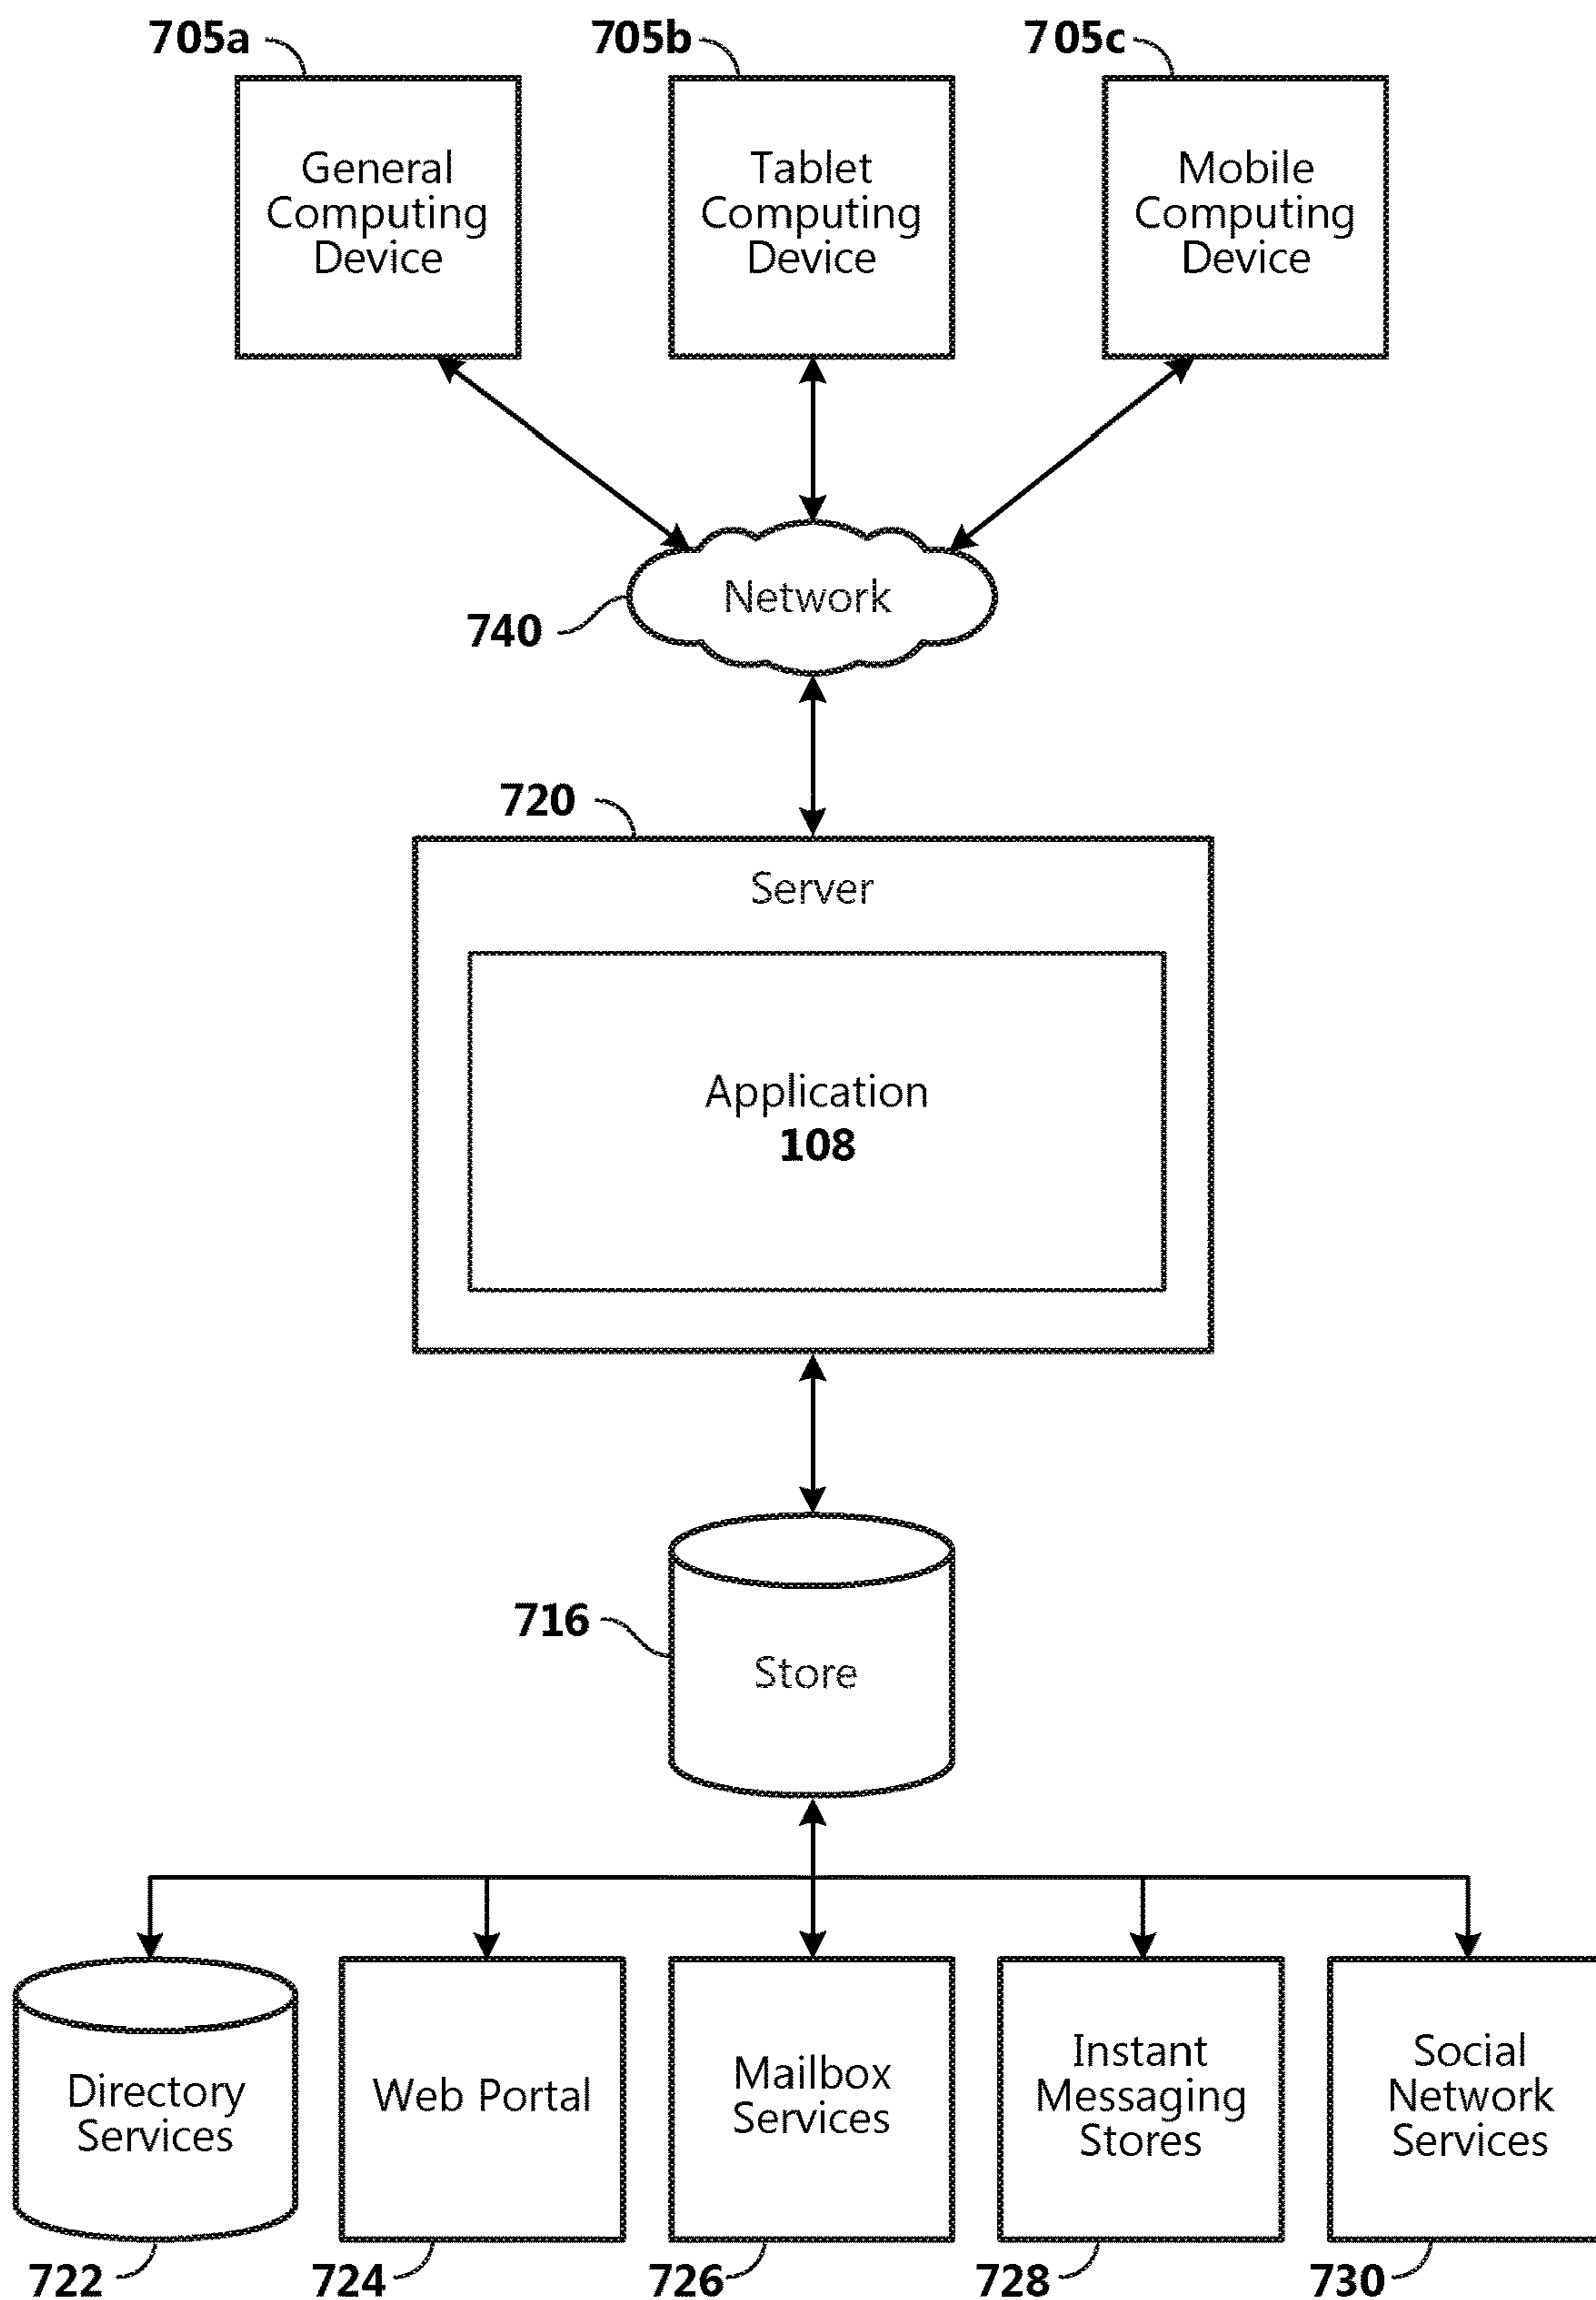 705a
705b
705c
General
Computing
Device
Tablet
Computing
Device
Mobile
Computing
Device
Network
740
720
Server
Application
108
716
Store
Directory
Services
Web Portal
Mailbox
Services
Instant
Messaging
Stores
Social
Network
Services
722
724
726
728
730